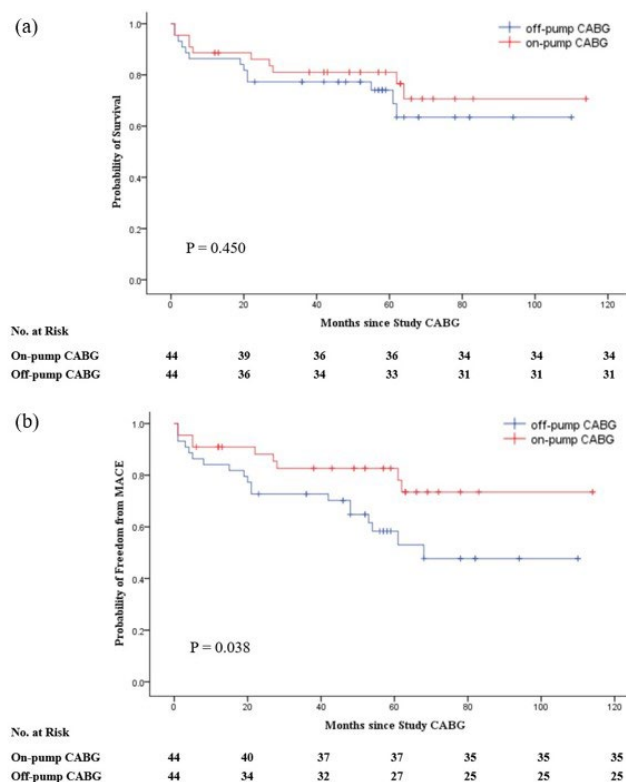 (a)
off-pump CABG
on-pump CABG
1.0
0.8
0.6
0.4
0.2
0.0
Probability of Survival
P = 0.450
0 20 40 60 80 100 120
Months since Study CABG
No. at Risk
On-pump CABG 44 39 36 36 34 34 34
Off-pump CABG 44 36 34 33 31 31 31
(b)
off-pump CABG
on-pump CABG
1.0
0.8
0.6
0.4
0.2
0.0
Probability of Freedom from MACE
P = 0.038
0 20 40 60 80 100 120
Months since Study CABG
No. at Risk
On-pump CABG 44 40 37 37 35 35 35
Off-pump CABG 44 34 32 27 25 25 25